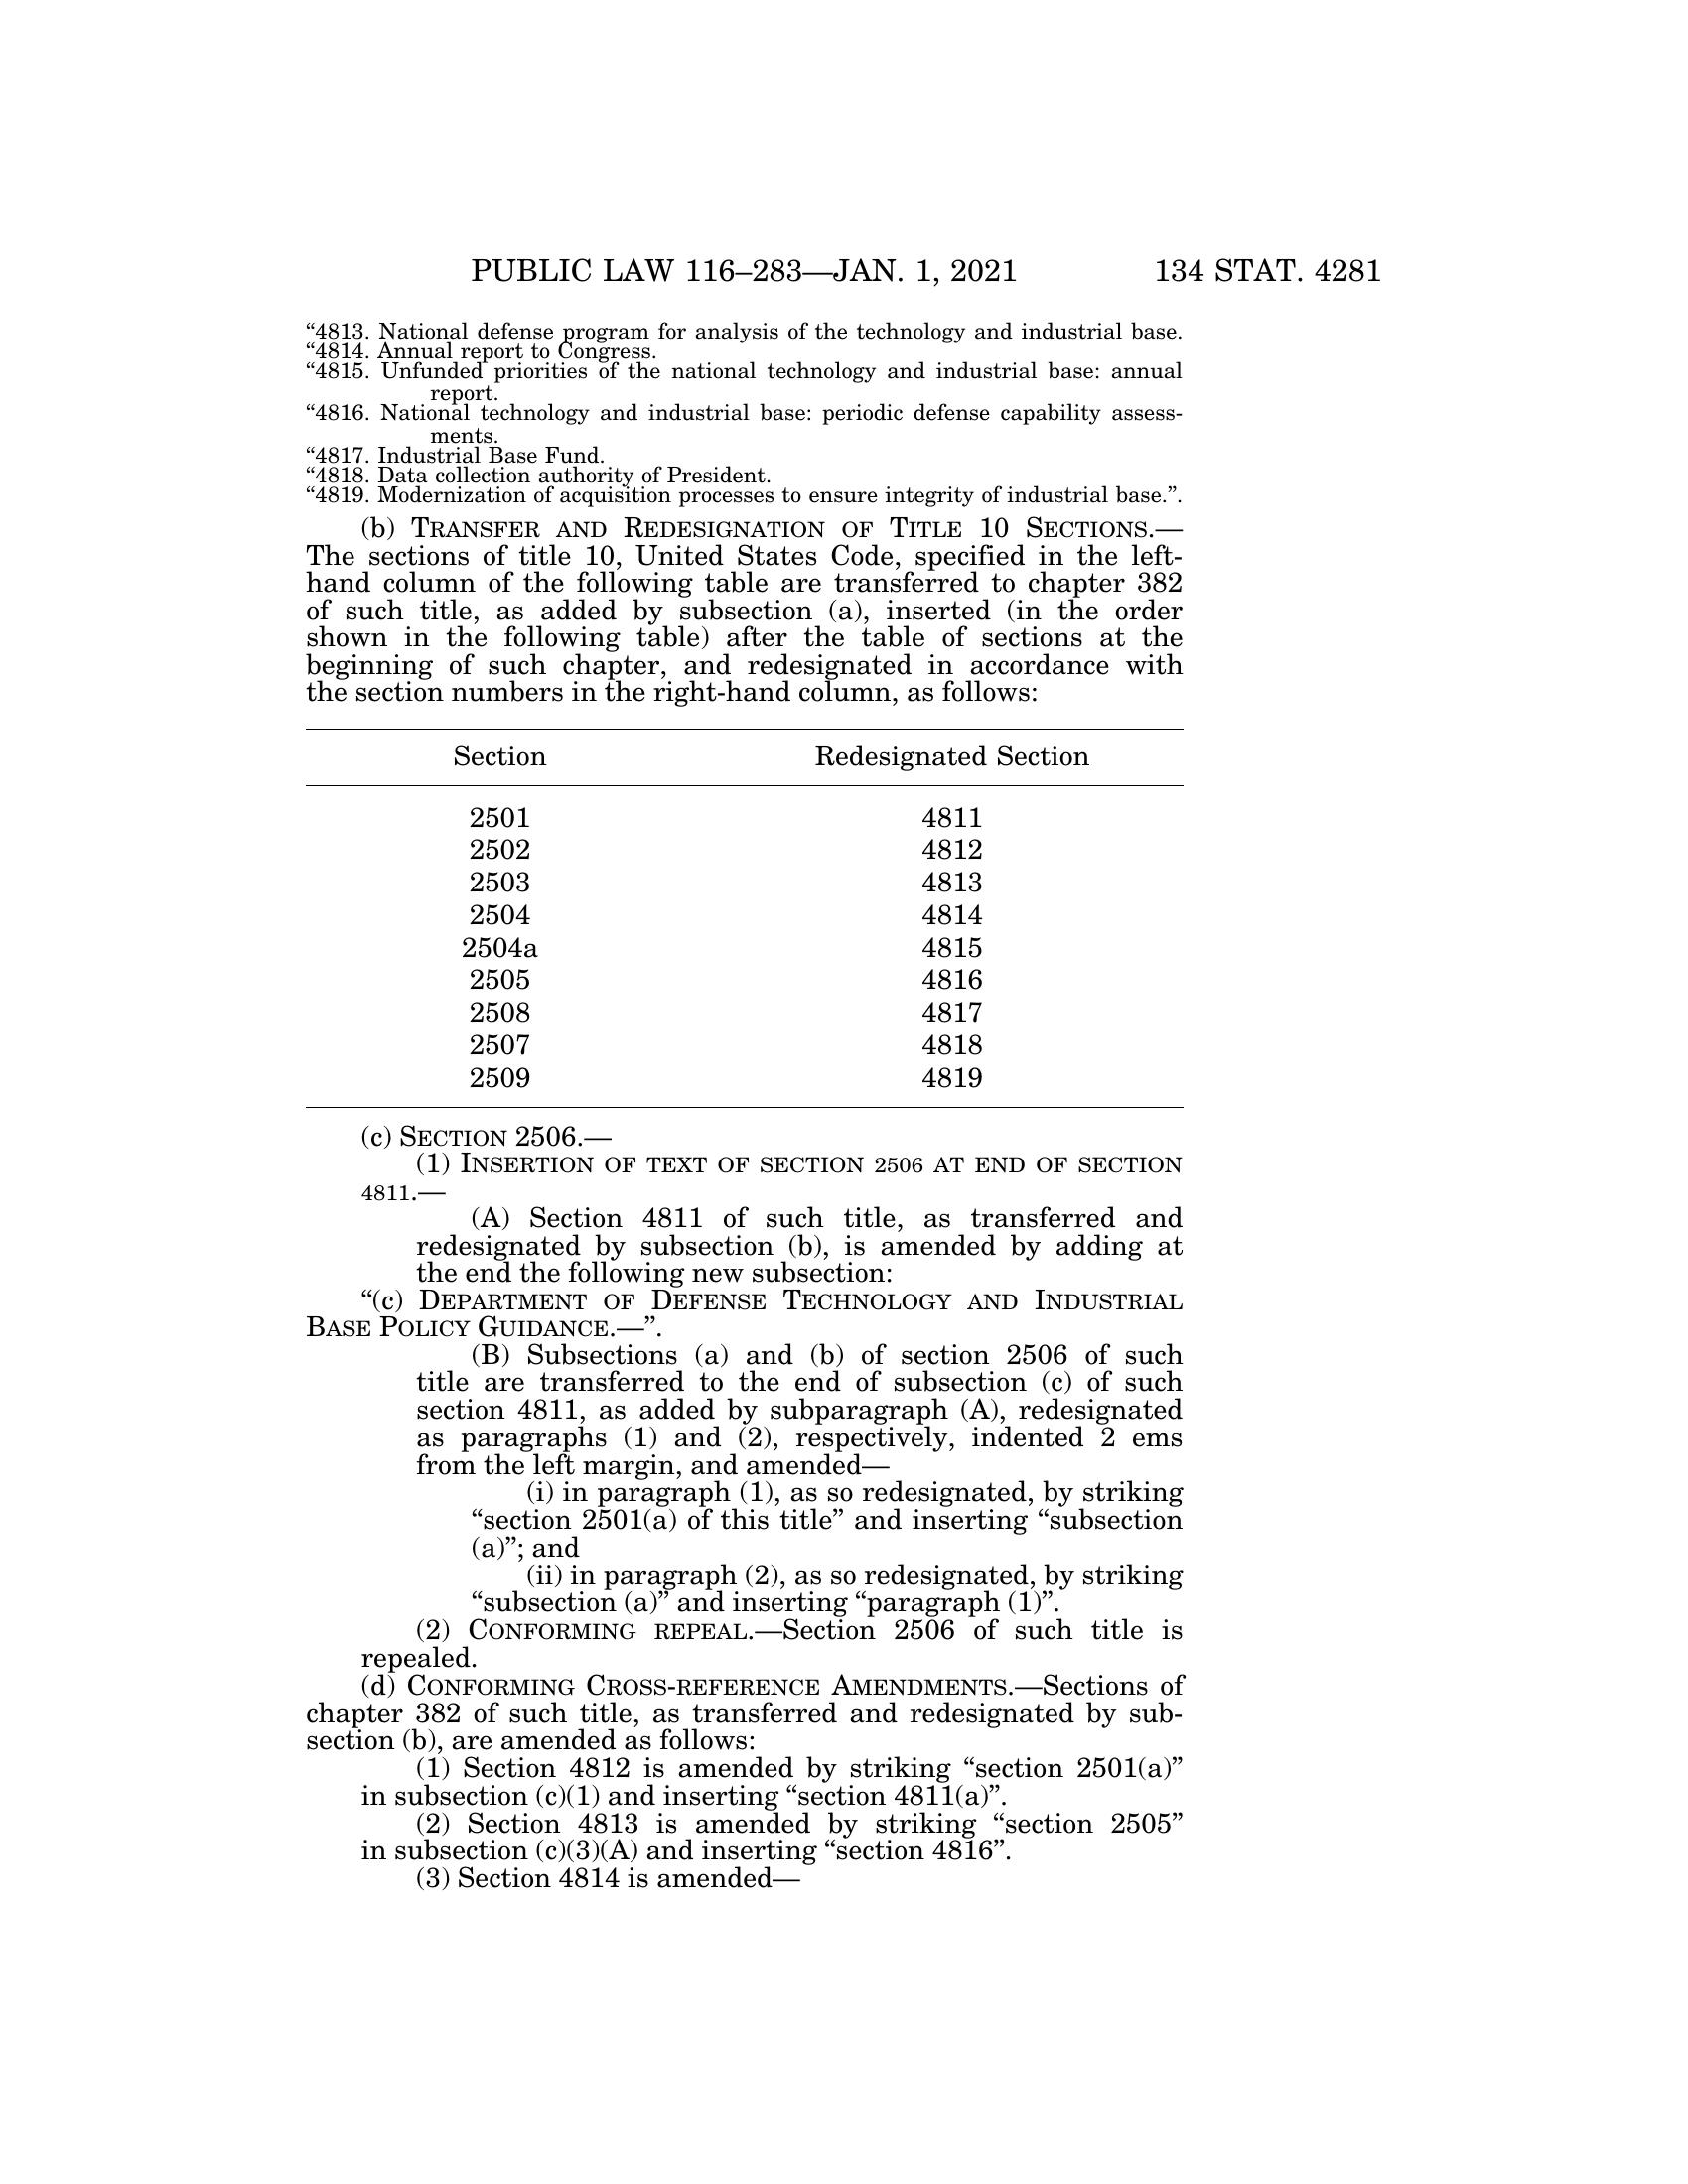 PUBLIC LAW 116–283—JAN. 1, 2021 134 STAT. 4281
“4813. National defense program for analysis of the technology and industrial base.
“4814. Annual report to Congress.
“4815. Unfunded priorities of the national technology and industrial base: annual
report.
“4816. National technology and industrial base: periodic defense capability assess-
ments.
“4817. Industrial Base Fund.
“4818. Data collection authority of President.
“4819. Modernization of acquisition processes to ensure integrity of industrial base.”.
(b) TRANSFER AND REDESIGNATION OF TITLE 10 SECTIONS.—
The sections of title 10, United States Code, specified in the left-
hand column of the following table are transferred to chapter 382
of such title, as added by subsection (a), inserted (in the order
shown in the following table) after the table of sections at the
beginning of such chapter, and redesignated in accordance with
the section numbers in the right-hand column, as follows:
Section Redesignated Section
2501 4811
2502 4812
2503 4813
2504 4814
2504a 4815
2505 4816
2508 4817
2507 4818
2509 4819
(c) SECTION 2506.—
(1) INSERTION OF TEXT OF SECTION 2506 AT END OF SECTION
4811.—
(A) Section 4811 of such title, as transferred and
redesignated by subsection (b), is amended by adding at
the end the following new subsection:
“(c) DEPARTMENT OF DEFENSE TECHNOLOGY AND INDUSTRIAL
BASE POLICY GUIDANCE.—”.
(B) Subsections (a) and (b) of section 2506 of such
title are transferred to the end of subsection (c) of such
section 4811, as added by subparagraph (A), redesignated
as paragraphs (1) and (2), respectively, indented 2 ems
from the left margin, and amended—
(i) in paragraph (1), as so redesignated, by striking
“section 2501(a) of this title” and inserting “subsection
(a)”; and
(ii) in paragraph (2), as so redesignated, by striking
“subsection (a)” and inserting “paragraph (1)”.
(2) CONFORMING REPEAL.—Section 2506 of such title is
repealed.
(d) CONFORMING CROSS-REFERENCE AMENDMENTS.—Sections of
chapter 382 of such title, as transferred and redesignated by sub-
section (b), are amended as follows:
(1) Section 4812 is amended by striking “section 2501(a)”
in subsection (c)(1) and inserting “section 4811(a)”.
(2) Section 4813 is amended by striking “section 2505”
in subsection (c)(3)(A) and inserting “section 4816”.
(3) Section 4814 is amended—